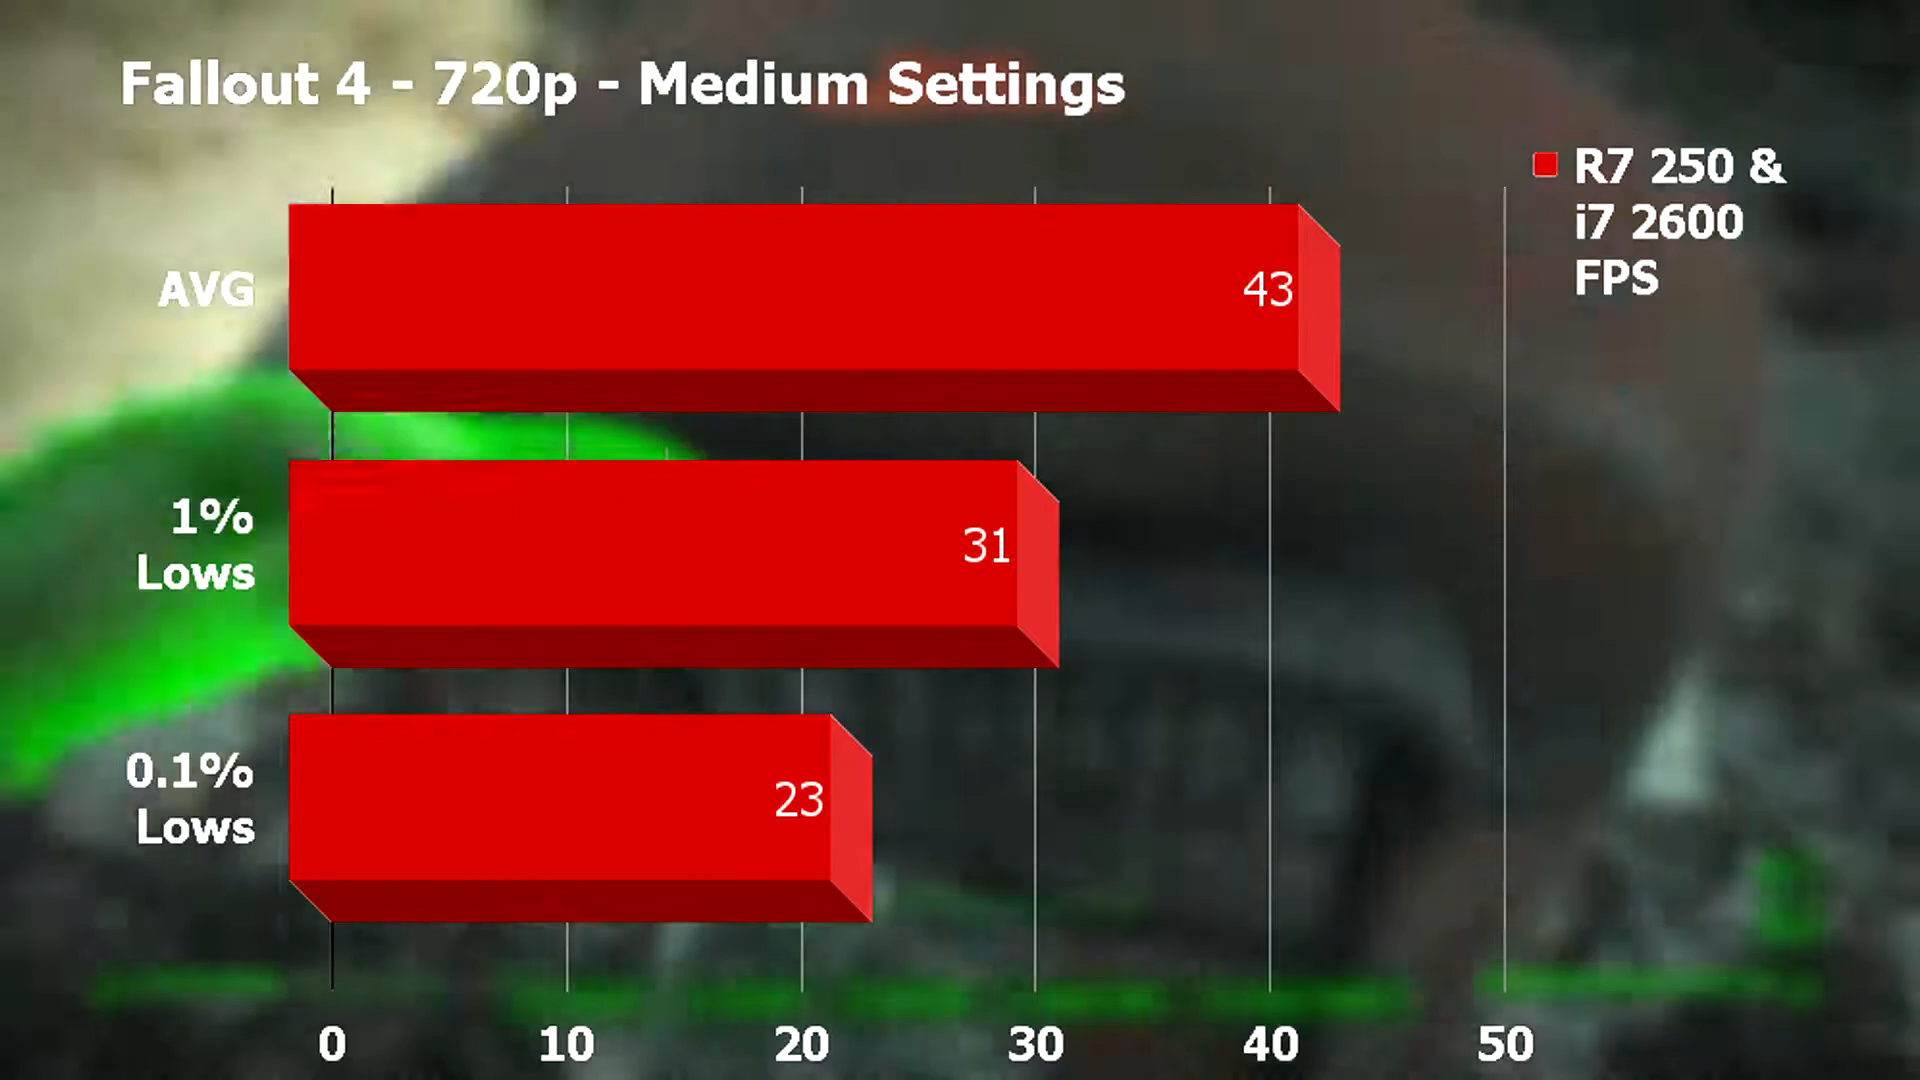 Fallout 4 - 720p - Medium Settings
R7 250 &
i7 2600
FPS
AVG
43
1%
Lows
31
0.1%
Lows
23
0 10 20 30 40 50